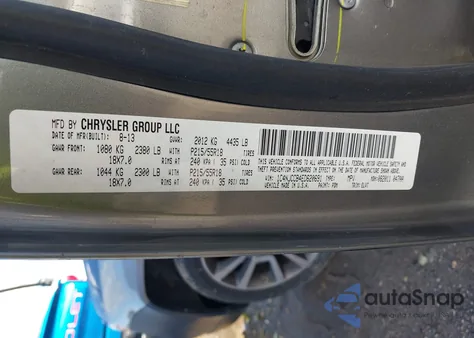 MFD BY CHRYSLER GROUP LLC
DATE OF MFR(BUILT): 8-13 GVWR: 2012 KG 4435 LB
GAWR FRONT: 1080 KG 2380 LB P215/55R18 TIRES
18X7.0 RIMS AT 240 KPA ( 35 PSI) COLD
GAWR REAR: 1044 KG 2300 LB P215/55R18 TIRES
18X7.0 RIMS AT 240 KPA ( 35 PSI) COLD
THIS VEHICLE CONFORMS TO ALL APPLICABLE U.S.A. FEDERAL MOTOR VEHICLE SAFETY, BUMPER AND
THEFT PREVENTION STANDARDS IN EFFECT ON THE DATE OF MANUFACTURE SHOWN ABOVE.
VIN: TYPE: MPV
VEHICLE MADE IN U.S.A.
autoSnap